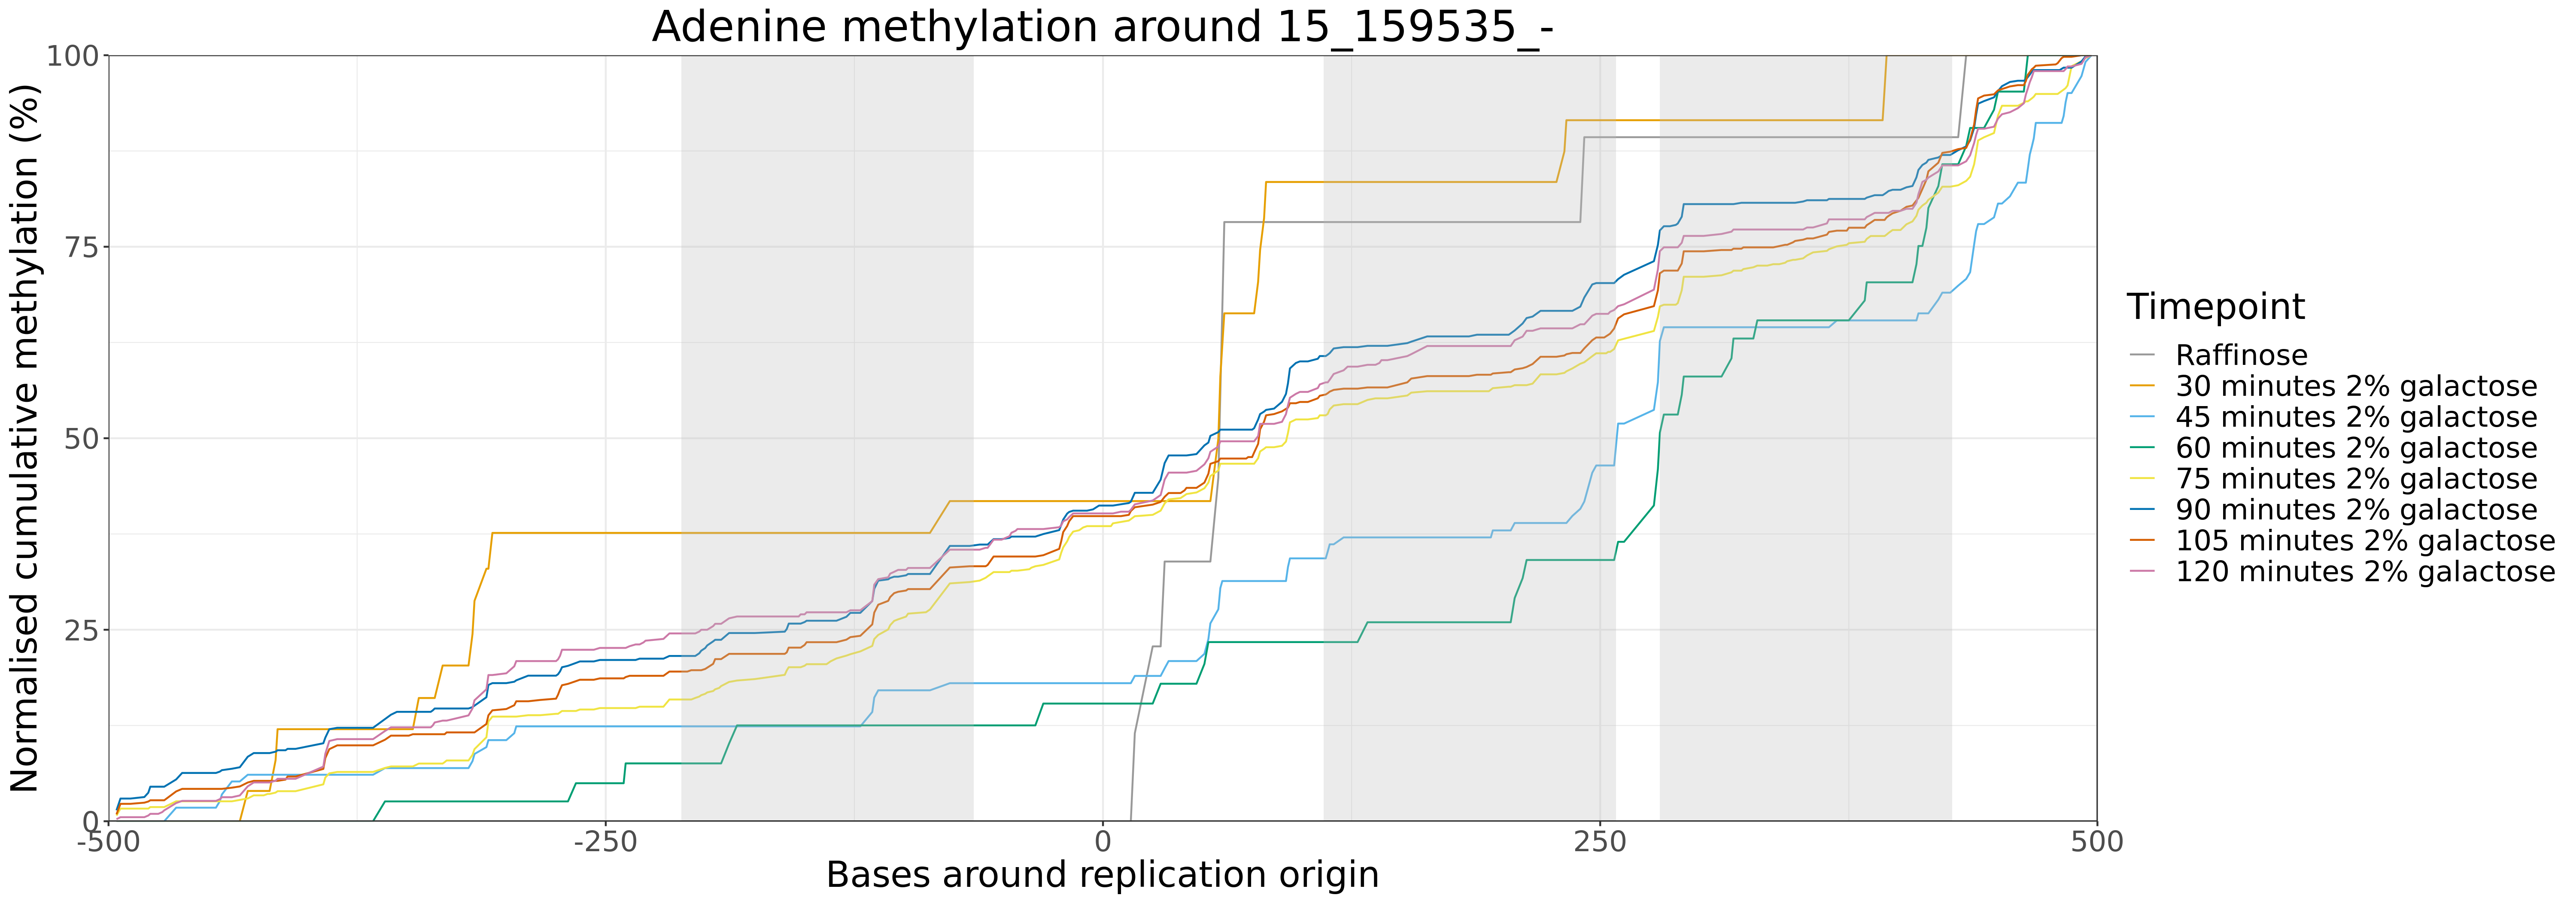 Adenine methylation around 15_159535_-
Normalised cumulative methylation (%)
100
75
50
25
0
-500
-250
0
250
500
Bases around replication origin
Timepoint
Raffinose
30 minutes 2% galactose
45 minutes 2% galactose
60 minutes 2% galactose
75 minutes 2% galactose
90 minutes 2% galactose
105 minutes 2% galactose
120 minutes 2% galactose